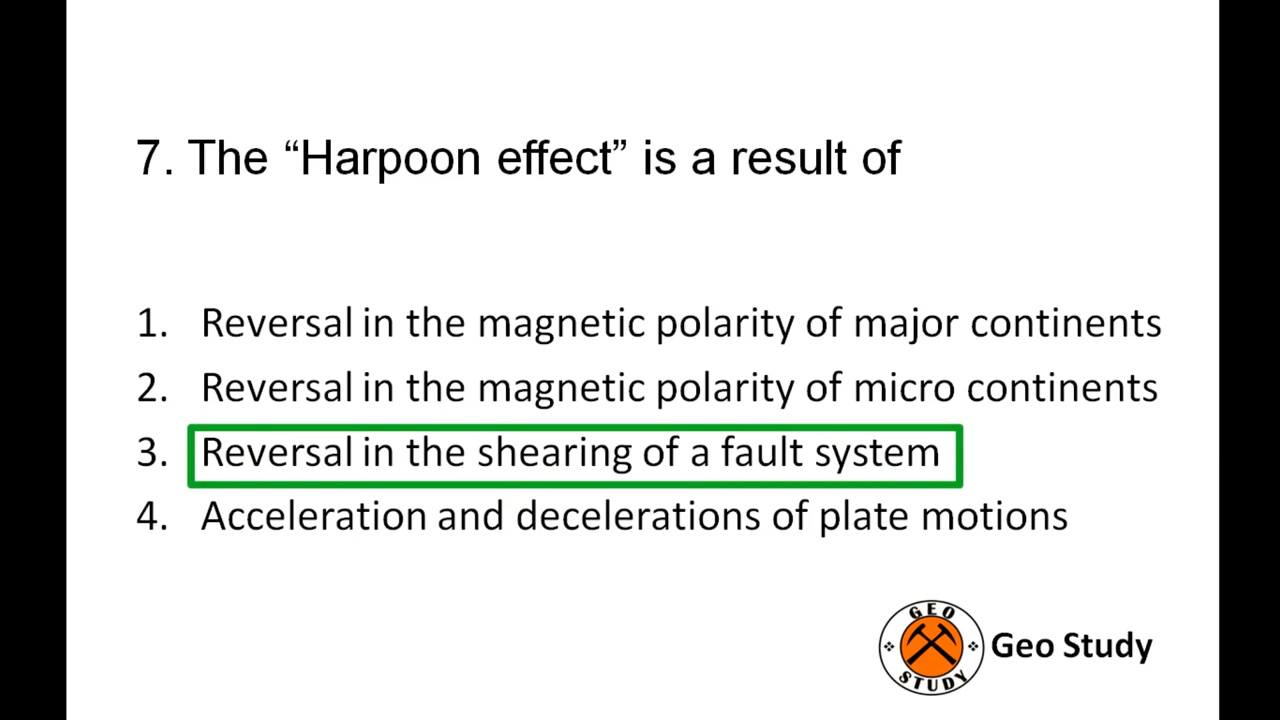 7. The “Harpoon effect” is a result of
1. Reversal in the magnetic polarity of major continents
2. Reversal in the magnetic polarity of micro continents
3. Reversal in the shearing of a fault system
4. Acceleration and decelerations of plate motions
GEO
STUDY
Geo Study